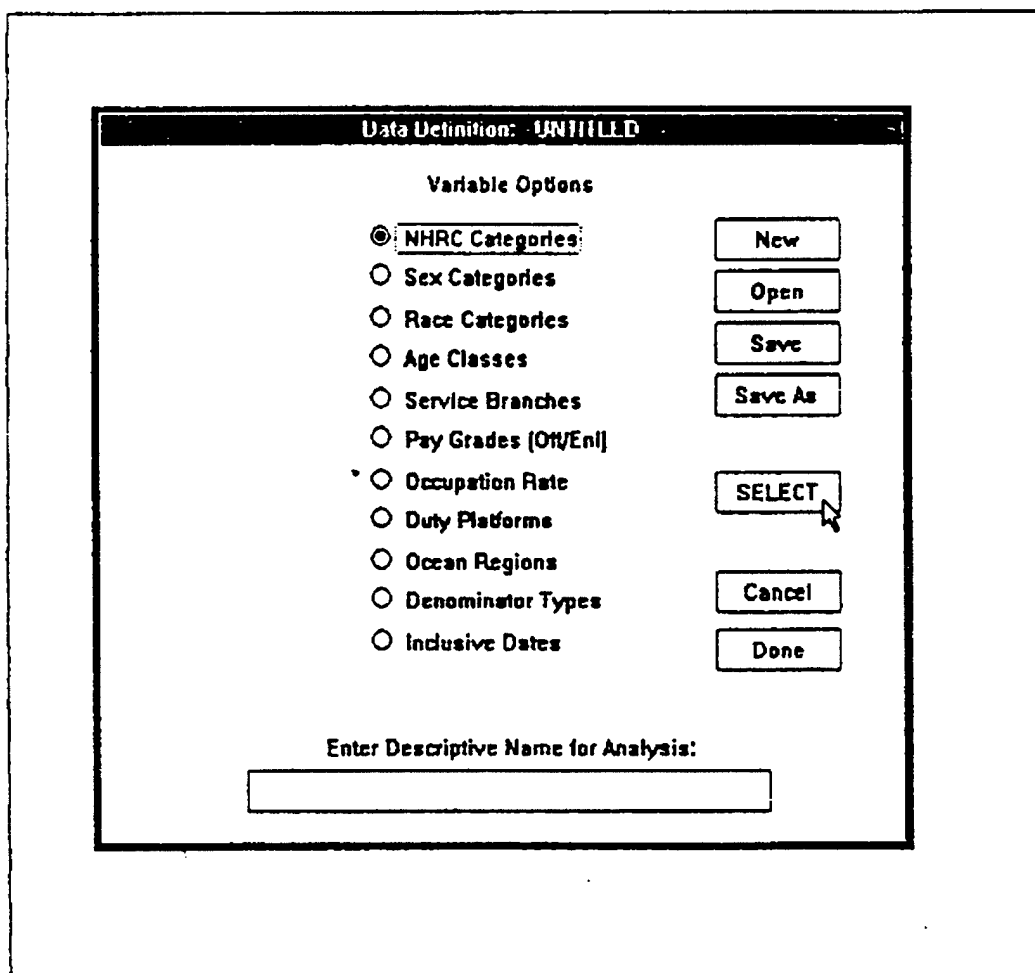 Data Definition: UNTITLED
Variable Options
NHRC Categories
Sex Categories
Race Categories
Age Classes
Service Branches
Pay Grades (Off/Enl)
Occupation Rate
Duty Platforms
Ocean Regions
Denominator Types
Inclusive Dates
New
Open
Save
Save As
SELECT
Cancel
Done
Enter Descriptive Name for Analysis: